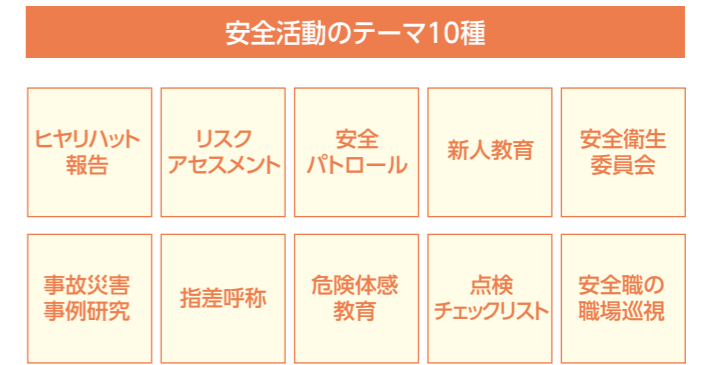 安全活動のテーマ10種
ヒヤリハット
報告
リスク
アセスメント
安全
パトロール
新人教育
安全衛生
委員会
事故災害
事例研究
指差呼称
危険体感
教育
点検
チェックリスト
安全職の
職場巡視